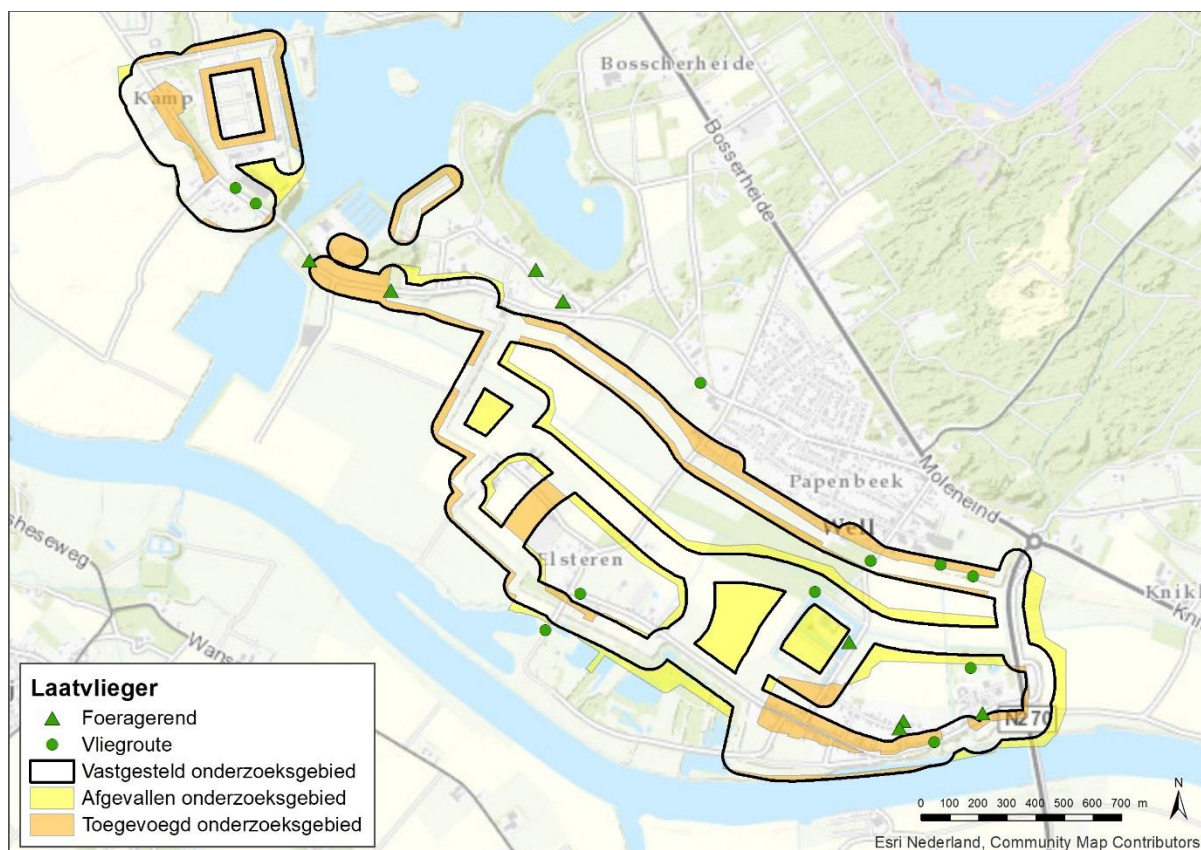 Bosscherheide
Kamp
Bosserheide
Papenbeek
Moleneind
Well
Elsteren
sheseweg
Wans
N270
Laatvlieger
Foeragerend
Vliegroute
Vastgesteld onderzoeksgebied
Afgevallen onderzoeksgebied
Toegevoegd onderzoeksgebied
N
0 100 200 300 400 500 600 700 m
Esri Nederland, Community Map Contributors